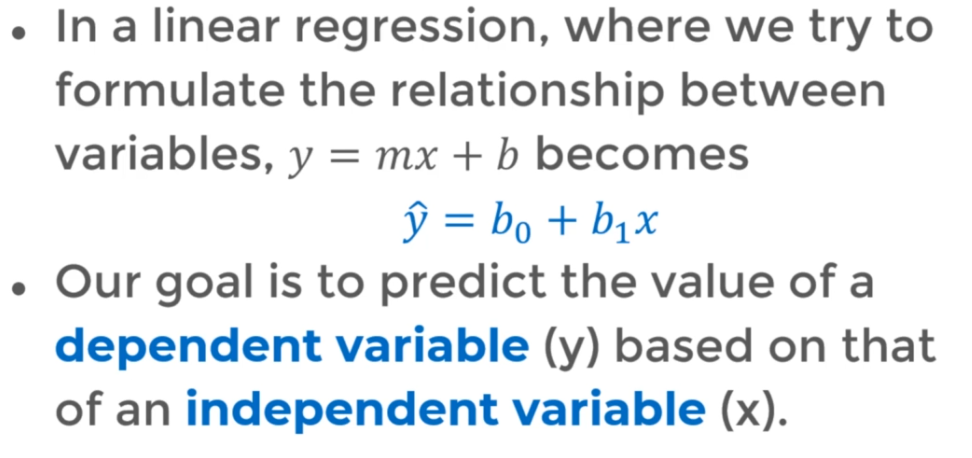 • In a linear regression, where we try to
formulate the relationship between
variables, y = mx + b becomes
ŷ = b₀ + b₁x
• Our goal is to predict the value of a
dependent variable (y) based on that
of an independent variable (x).